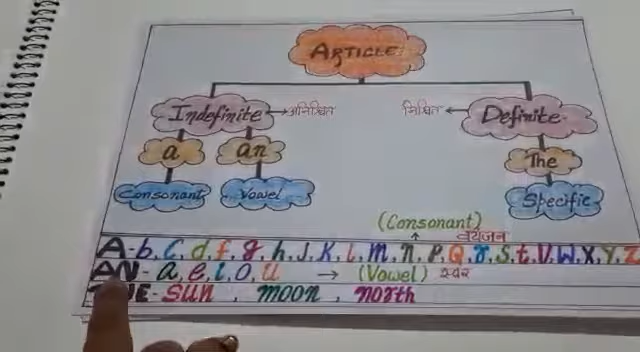 ARTICLE
Indefinite → अनिश्चित निश्चित ← Definite
a an The
Consonant Vowel Specific
(Consonant)
व्यंजन
A - b, C, d, f, g, h, J, K, l, m, n, P, Q, r, S, t, V, W, X, Y, Z
AN - a, e, i, o, u → (Vowel) स्वर
THE - SUN , MOON , North